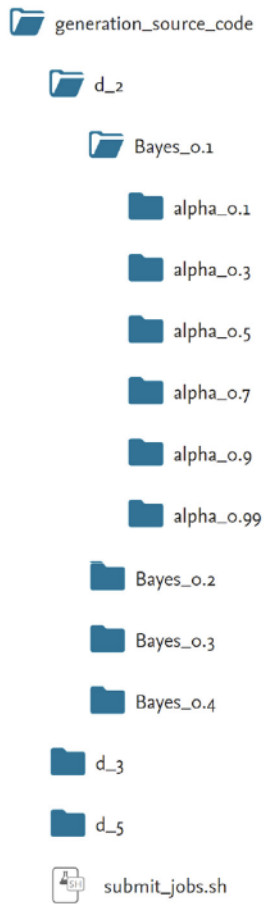 generation_source_code
d_2
Bayes_0.1
alpha_0.1
alpha_0.3
alpha_0.5
alpha_0.7
alpha_0.9
alpha_0.99
Bayes_0.2
Bayes_0.3
Bayes_0.4
d_3
d_5
SH
submit_jobs.sh